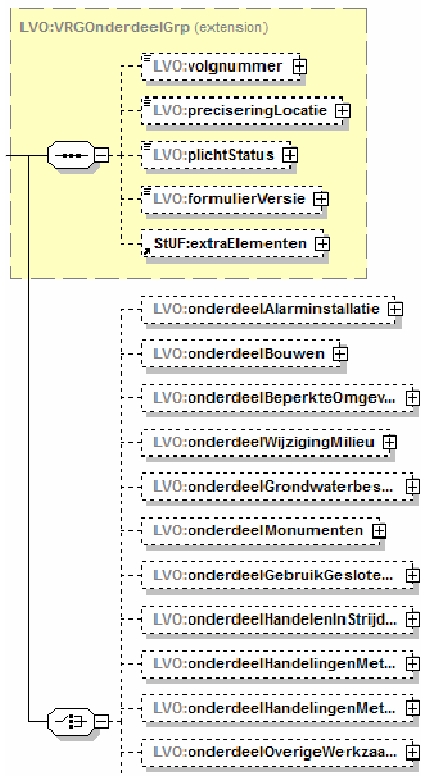 LVO:VRGOnderdeelGrp (extension)
LVO:volgnummer
LVO:preciseringLocatie
LVO:plichtStatus
LVO:formulierVersie
StUF:extraElementen
LVO:onderdeelAlarminstallatie
LVO:onderdeelBouwen
LVO:onderdeelBeperkteOmgev...
LVO:onderdeelWijzigingMilieu
LVO:onderdeelGrondwaterbes...
LVO:onderdeelMonumenten
LVO:onderdeelGebruikGeslote...
LVO:onderdeelHandelenInStrijd...
LVO:onderdeelHandelingenMet...
LVO:onderdeelHandelingenMet...
LVO:onderdeelOverigeWerkzaa...